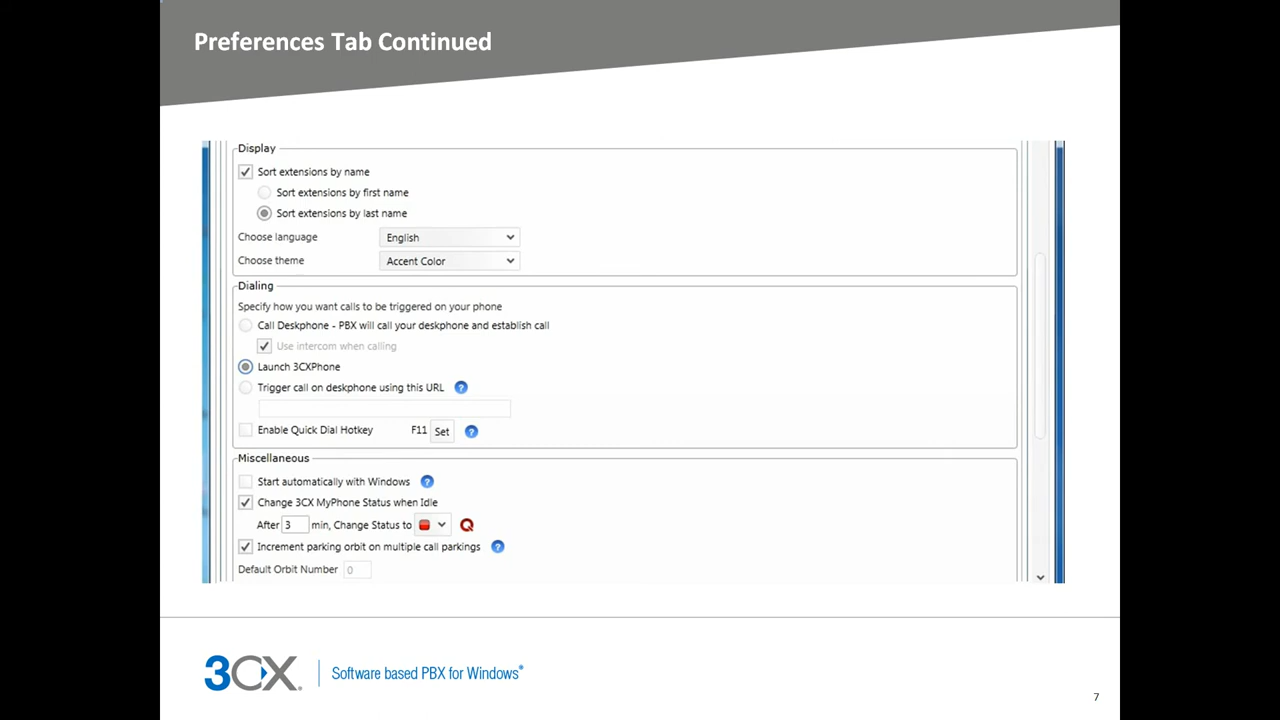 Preferences Tab Continued
Display
Sort extensions by name
Sort extensions by first name
Sort extensions by last name
Choose language English
Choose theme Accent Color
Dialing
Specify how you want calls to be triggered on your phone
Call Deskphone - PBX will call your deskphone and establish call
Use intercom when calling
Launch 3CXPhone
Trigger call on deskphone using this URL ?
Enable Quick Dial Hotkey F11 Set ?
Miscellaneous
Start automatically with Windows ?
Change 3CX MyPhone Status when Idle
After 3 min, Change Status to Q
Increment parking orbit on multiple call parkings ?
Default Orbit Number 0
3CX® Software based PBX for Windows®
7